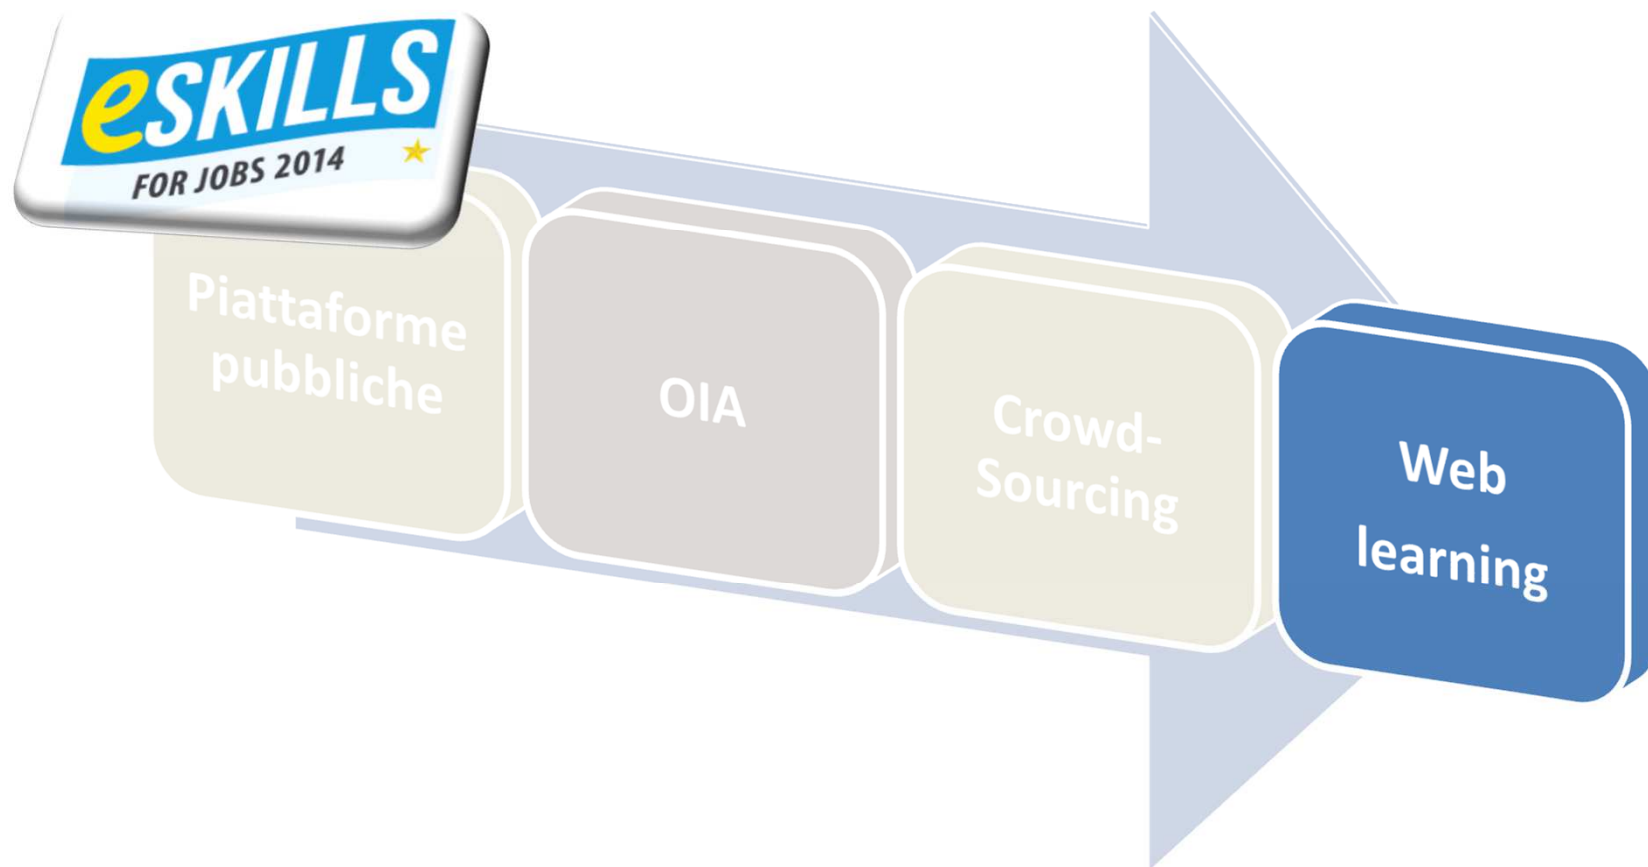 eSKILLS
FOR JOBS 2014
Piattaforme
pubbliche
OIA
Crowd-
Sourcing
Web
learning